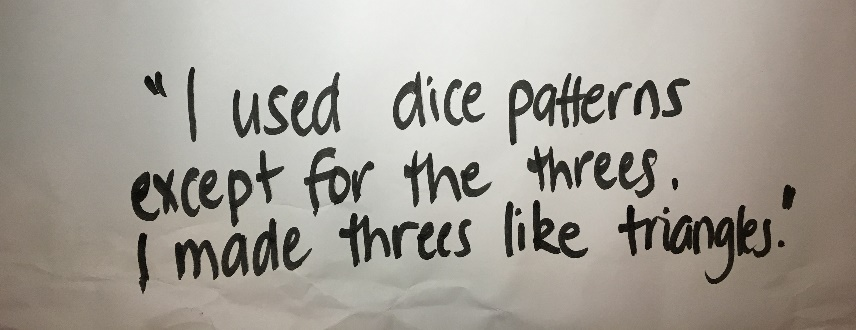 "I used dice patterns
except for the threes.
I made threes like triangles."